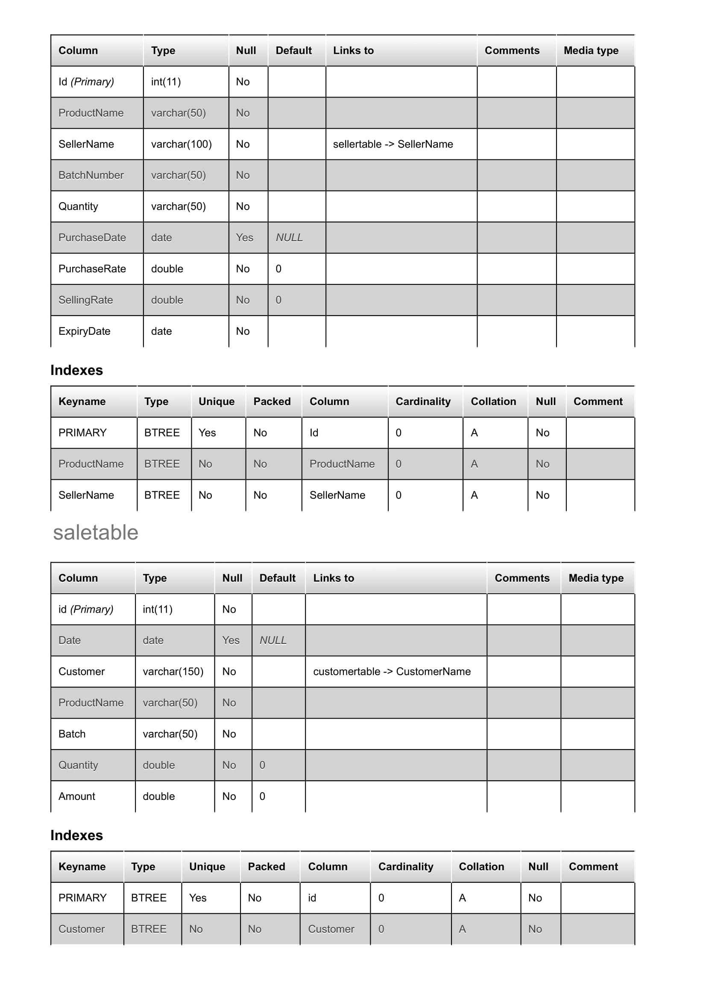 Column Type Null Default Links to Comments Media type
Id (Primary) int(11) No
ProductName varchar(50) No
SellerName varchar(100) No sellertable -> SellerName
BatchNumber varchar(50) No
Quantity varchar(50) No
PurchaseDate date Yes NULL
PurchaseRate double No 0
SellingRate double No 0
ExpiryDate date No
Indexes
Keyname Type Unique Packed Column Cardinality Collation Null Comment
PRIMARY BTREE Yes No Id 0 A No
ProductName BTREE No No ProductName 0 A No
SellerName BTREE No No SellerName 0 A No
saletable
Column Type Null Default Links to Comments Media type
id (Primary) int(11) No
Date date Yes NULL
Customer varchar(150) No customertable -> CustomerName
ProductName varchar(50) No
Batch varchar(50) No
Quantity double No 0
Amount double No 0
Indexes
Keyname Type Unique Packed Column Cardinality Collation Null Comment
PRIMARY BTREE Yes No id 0 A No
Customer BTREE No No Customer 0 A No